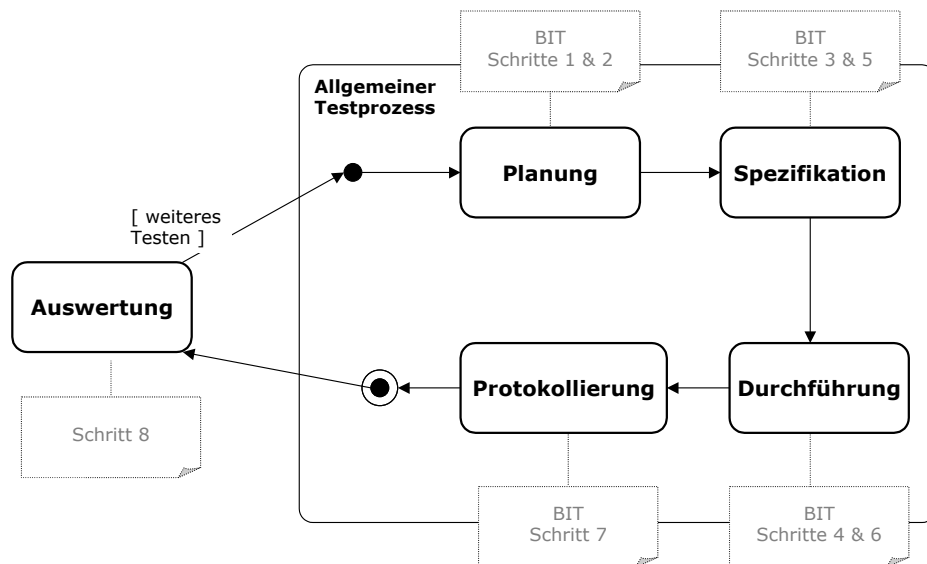 BIT
Schritte 1 & 2
BIT
Schritte 3 & 5
Allgemeiner
Testprozess
Planung
Spezifikation
[ weiteres
Testen ]
Auswertung
Protokollierung
Durchführung
Schritt 8
BIT
Schritt 7
BIT
Schritte 4 & 6